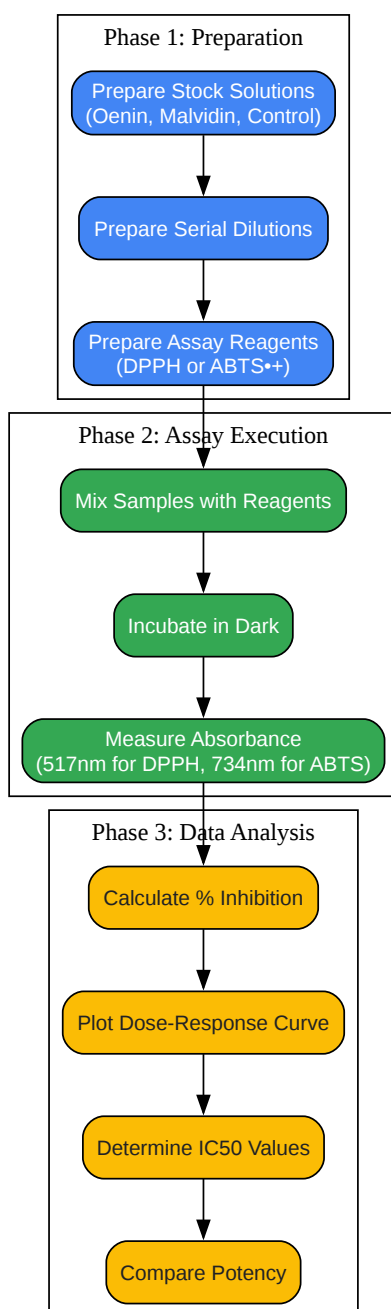 Phase 1: Preparation
Prepare Stock Solutions
(Oenin, Malvidin, Control)
Prepare Serial Dilutions
Prepare Assay Reagents
(DPPH or ABTS•+)
Phase 2: Assay Execution
Mix Samples with Reagents
Incubate in Dark
Measure Absorbance
(517nm for DPPH, 734nm for ABTS)
Phase 3: Data Analysis
Calculate % Inhibition
Plot Dose-Response Curve
Determine IC50 Values
Compare Potency